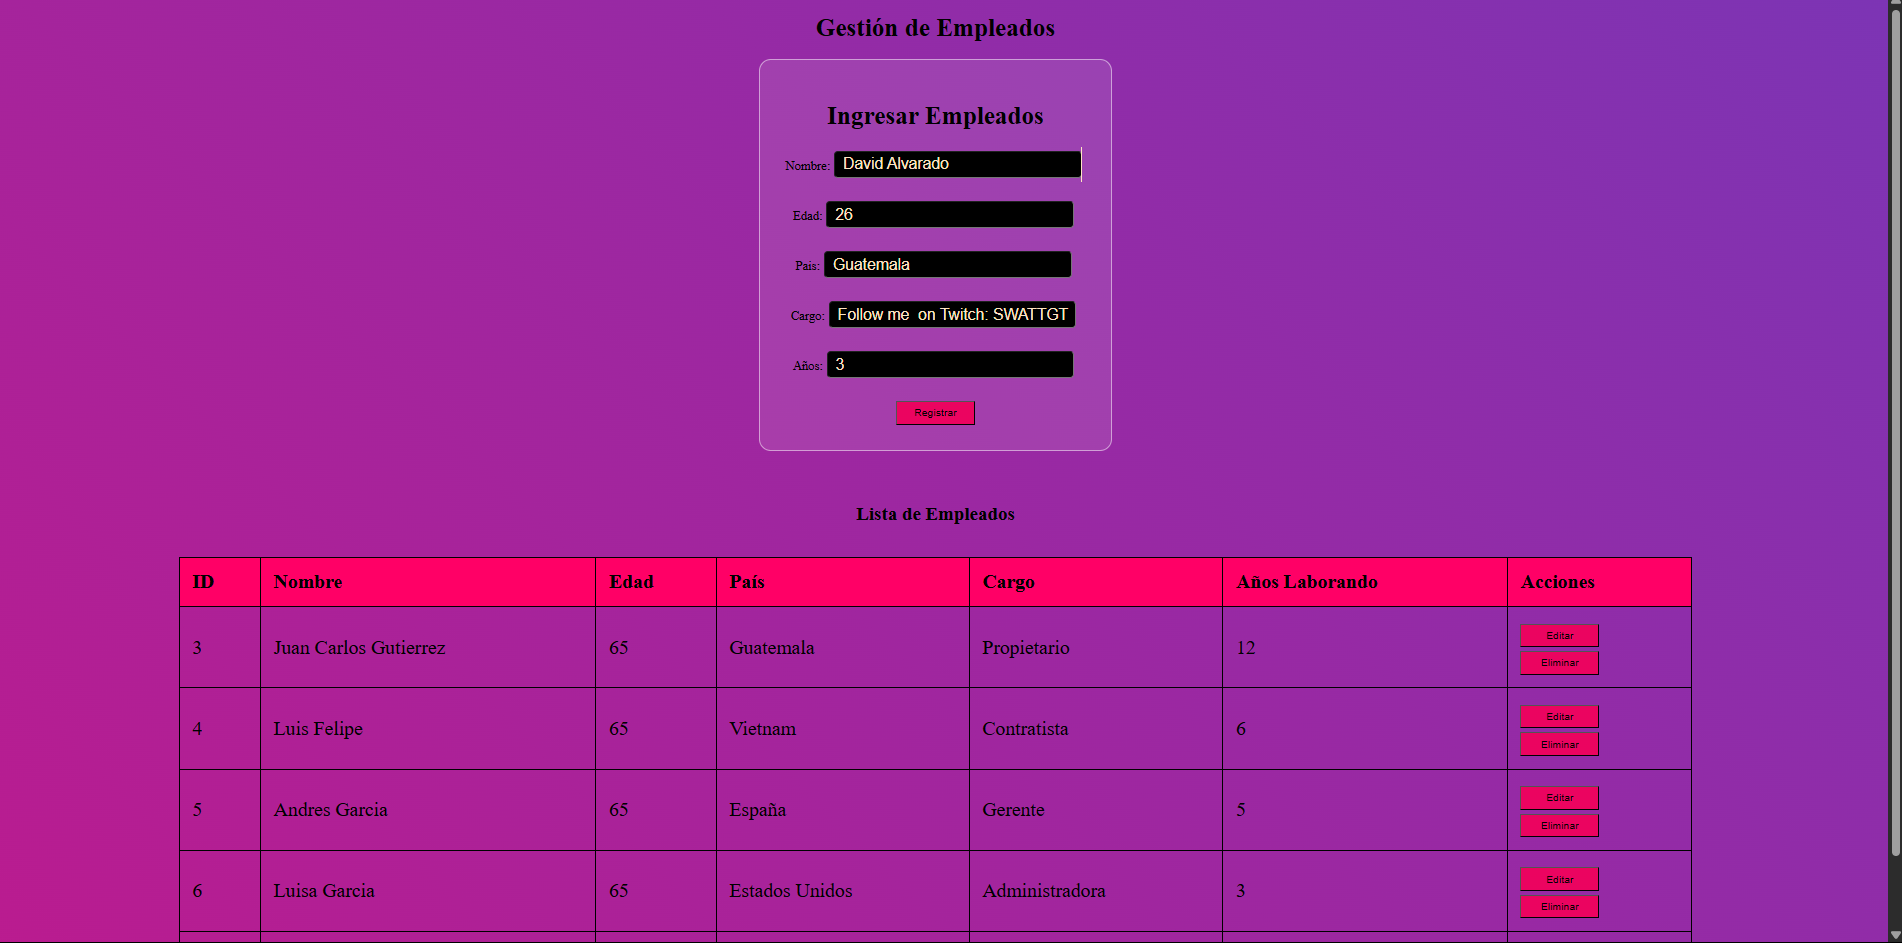 Gestión de Empleados
Ingresar Empleados
Nombre: David Alvarado
Edad: 26
País: Guatemala
Cargo: Follow me  on Twitch: SWATTGT
Años: 3
Registrar
Lista de Empleados
ID Nombre Edad País Cargo Años Laborando Acciones
3 Juan Carlos Gutierrez 65 Guatemala Propietario 12 Editar
Eliminar
4 Luis Felipe 65 Vietnam Contratista 6 Editar
Eliminar
5 Andres Garcia 65 España Gerente 5 Editar
Eliminar
6 Luisa Garcia 65 Estados Unidos Administradora 3 Editar
Eliminar